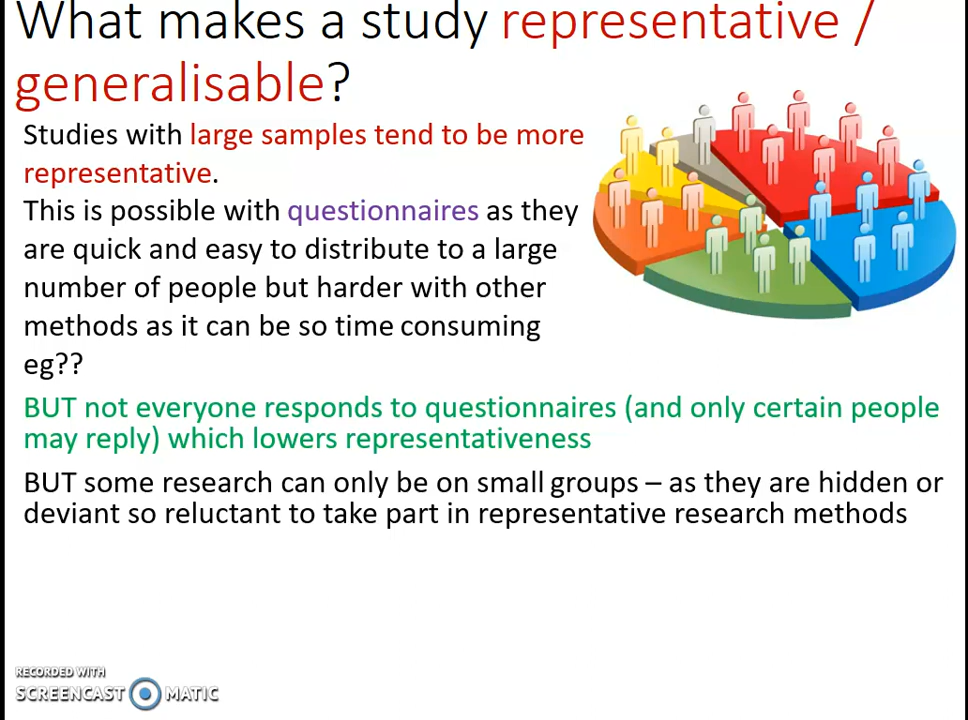 What makes a study representative /
generalisable?
Studies with large samples tend to be more
representative.
This is possible with questionnaires as they
are quick and easy to distribute to a large
number of people but harder with other
methods as it can be so time consuming
eg??
BUT not everyone responds to questionnaires (and only certain people
may reply) which lowers representativeness
BUT some research can only be on small groups – as they are hidden or
deviant so reluctant to take part in representative research methods
RECORDED WITH
SCREENCAST MATIC